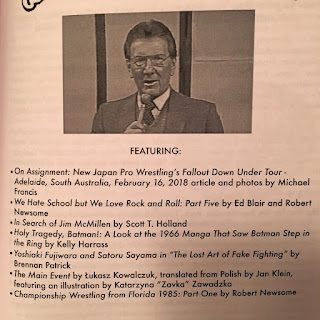 FEATURING:
•On Assignment: New Japan Pro Wrestling's Fallout Down Under Tour -
Adelaide, South Australia, February 16, 2018 article and photos by Michael
Francis
•We Hate School but We Love Rock and Roll: Part Five by Ed Blair and Robert
Newsome
•In Search of Jim McMillen by Scott T. Holland
•Holy Tragedy, Batman!: A Look at the 1966 Manga That Saw Batman Step in
the Ring by Kelly Harrass
•Yoshiaki Fujiwara and Satoru Sayama in "The Lost Art of Fake Fighting" by
Brennan Patrick
•The Main Event by Łukasz Kowalczuk, translated from Polish by Jan Klein,
featuring an illustration by Katarzyna "Zavka" Zawadzka
•Championship Wrestling from Florida 1985: Part One by Robert Newsome